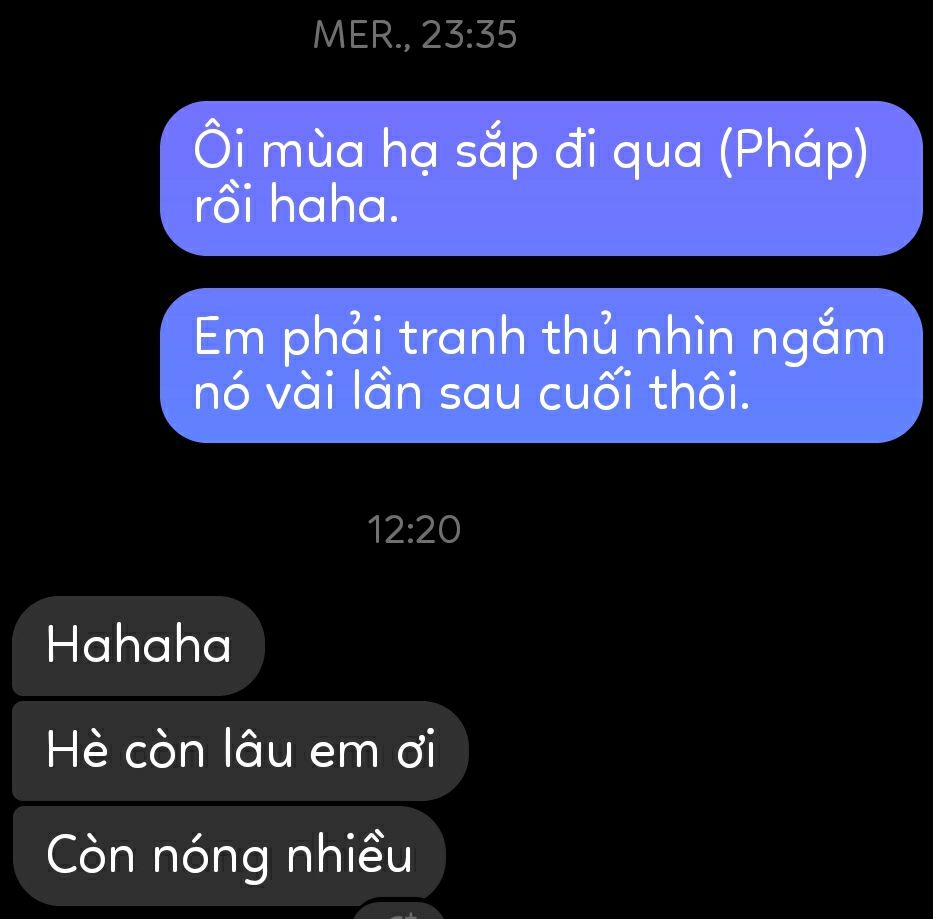 MER., 23:35
Ôi mùa hạ sắp đi qua (Pháp)
rồi haha.
Em phải tranh thủ nhìn ngắm
nó vài lần sau cuối thôi.
12:20
Hahaha
Hè còn lâu em ơi
Còn nóng nhiều